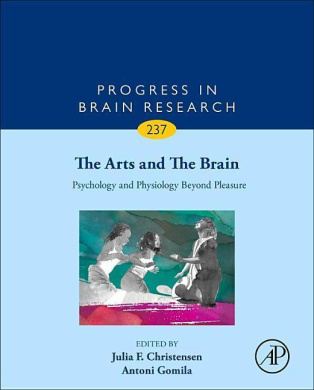 PROGRESS IN
BRAIN RESEARCH
237
The Arts and The Brain
Psychology and Physiology Beyond Pleasure
EDITED BY
Julia F. Christensen
Antoni Gomila
AP